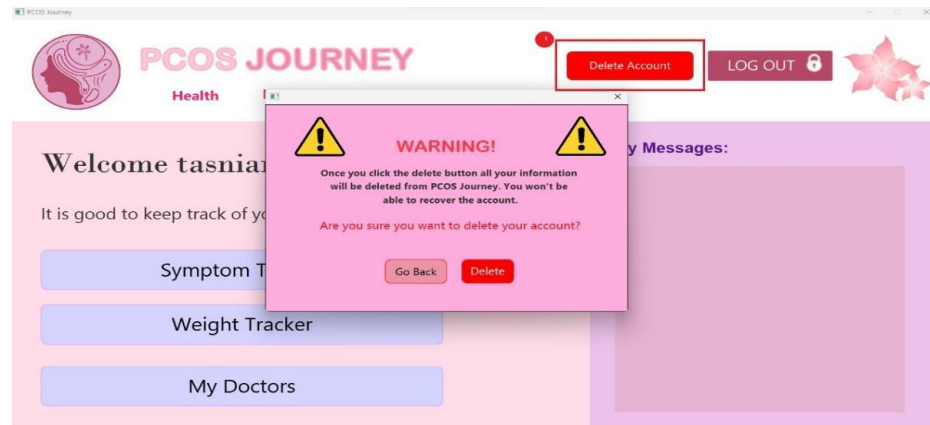 PCOS Journey
PCOS JOURNEY
1
Delete Account
LOG OUT
Health
WARNING!
Once you click the delete button all your information
will be deleted from PCOS Journey. You won't be
able to recover the account.
Are you sure you want to delete your account?
Go Back
Delete
Welcome tasnia
It is good to keep track of yo
Symptom T
Weight Tracker
My Doctors
y Messages: